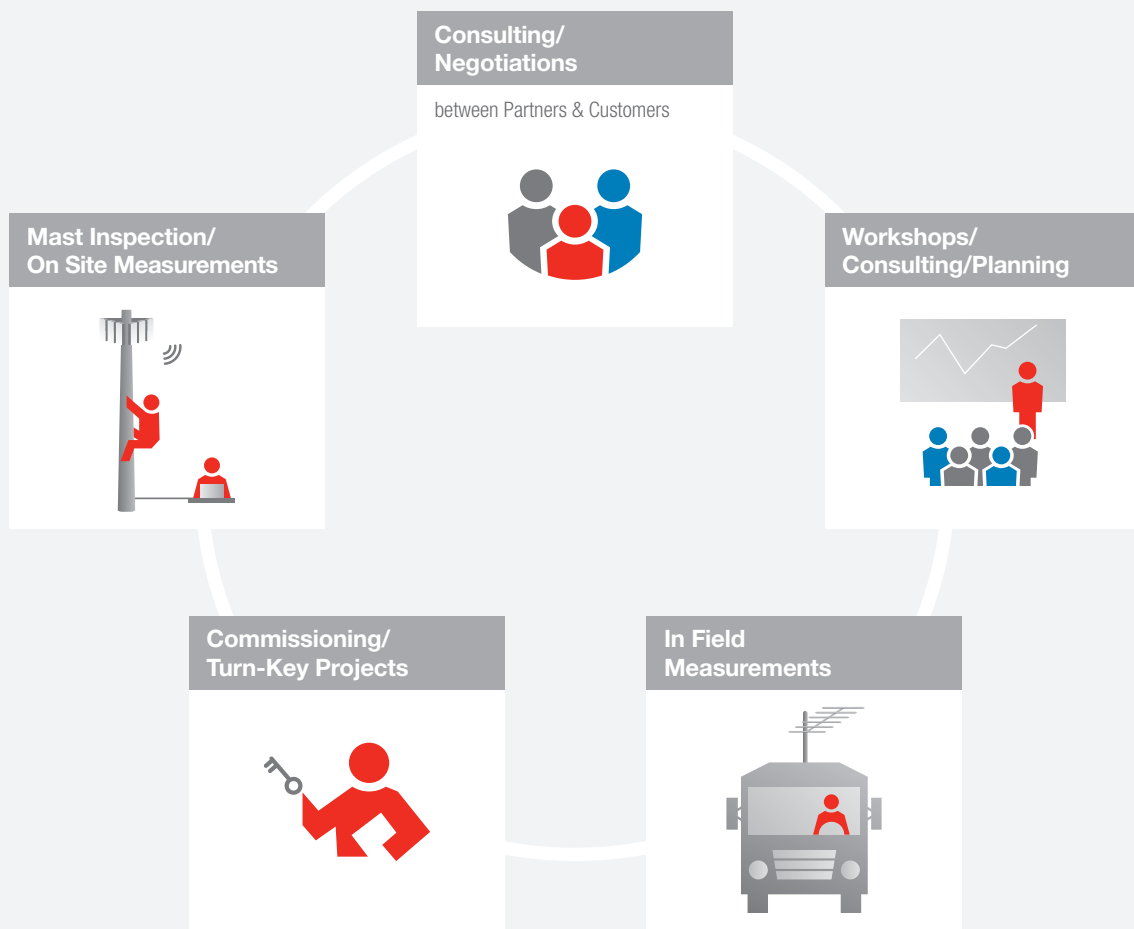 Consulting/
Negotiations
between Partners & Customers
Mast Inspection/
On Site Measurements
Workshops/
Consulting/Planning
Commissioning/
Turn-Key Projects
In Field
Measurements